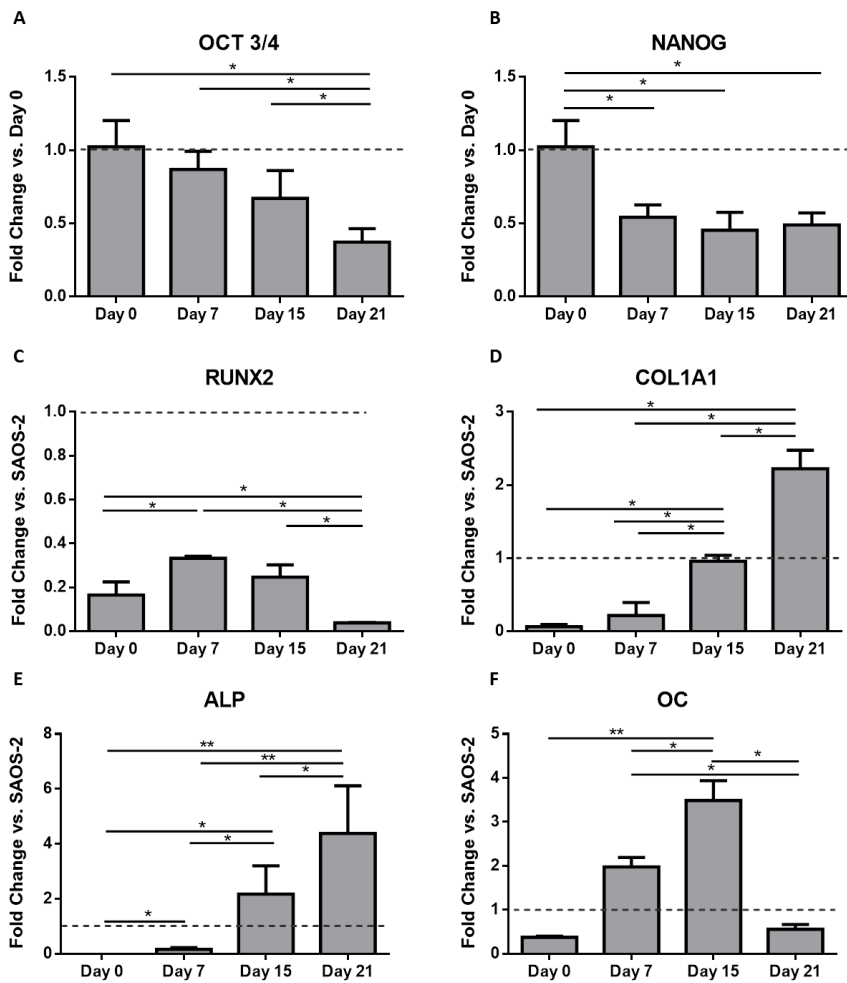 A
OCT 3/4
Fold Change vs. Day 0
1.5
1.0
0.5
0.0
*
*
*
Day 0 Day 7 Day 15 Day 21
B
NANOG
Fold Change vs. Day 0
1.5
1.0
0.5
0.0
*
*
*
Day 0 Day 7 Day 15 Day 21
C
RUNX2
Fold Change vs. SAOS-2
1.0
0.8
0.6
0.4
0.2
0.0
*
* *
*
Day 0 Day 7 Day 15 Day 21
D
COL1A1
Fold Change vs. SAOS-2
3
2
1
0
*
*
*
*
*
*
Day 0 Day 7 Day 15 Day 21
E
ALP
Fold Change vs. SAOS-2
8
6
4
2
0
**
**
*
*
*
*
Day 0 Day 7 Day 15 Day 21
F
OC
Fold Change vs. SAOS-2
5
4
3
2
1
0
**
*
*
*
Day 0 Day 7 Day 15 Day 21